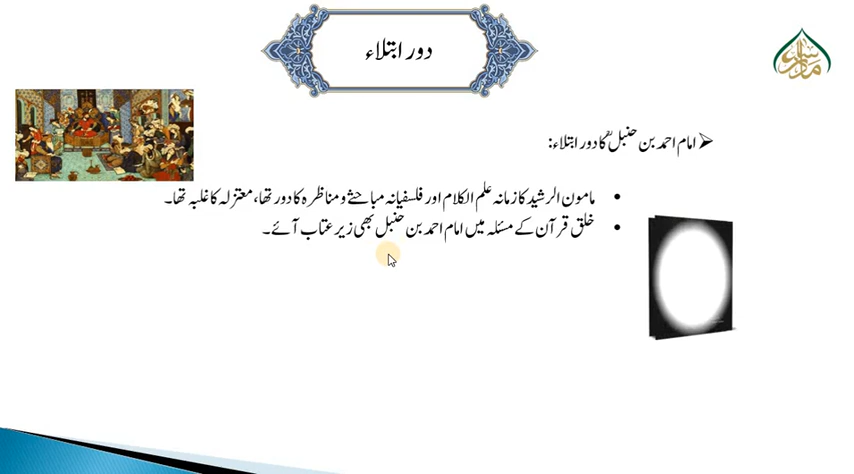 دور ابتلاء
امام احمد بن حنبلؒ کا دور ابتلاء:
مامون الرشید کا زمانہ علم الکلام اور فلسفیانہ مباحثے و مناظرہ کا دور تھا، معتزلہ کا غلبہ تھا۔
خلق قرآن کے مسئلہ میں امام احمد بن حنبل بھی زیر عتاب آئے۔